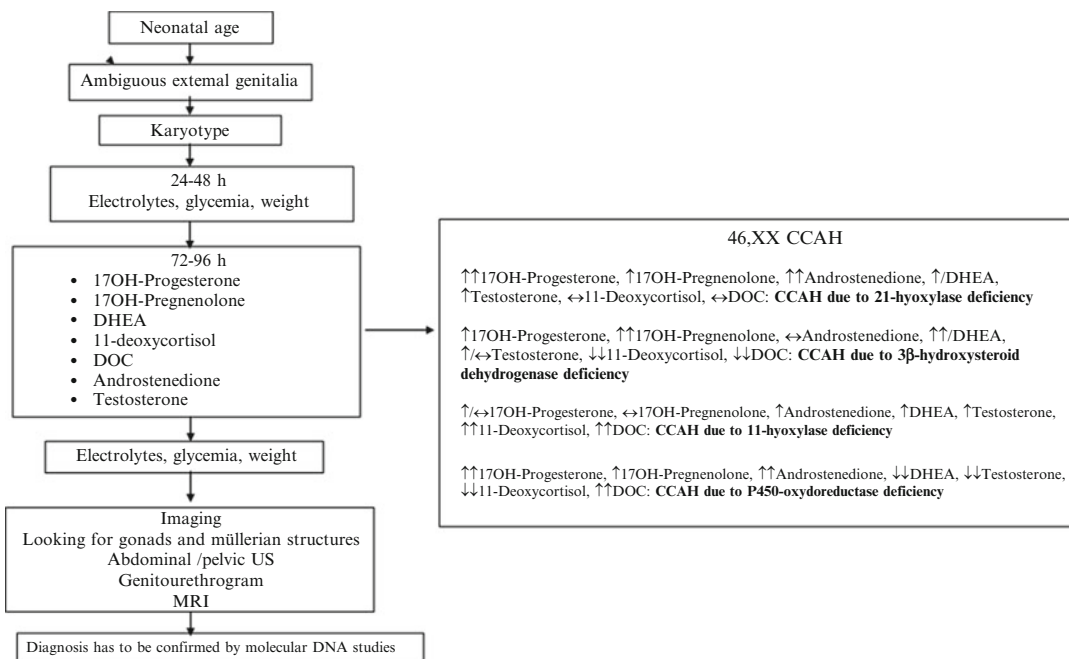 Neonatal age
Ambiguous external genitalia
Karyotype
24-48 h
Electrolytes, glycemia, weight
72-96 h
• 17OH-Progesterone
• 17OH-Pregnenolone
• DHEA
• 11-deoxycortisol
• DOC
• Androstenedione
• Testosterone
Electrolytes, glycemia, weight
Imaging
Looking for gonads and müllerian structures
Abdominal /pelvic US
Genitourethrogram
MRI
Diagnosis has to be confirmed by molecular DNA studies
46,XX CCAH
↑↑17OH-Progesterone, ↑17OH-Pregnenolone, ↑↑Androstenedione, ↑/DHEA,
↑Testosterone, ↔11-Deoxycortisol, ↔DOC: CCAH due to 21-hyoxylase deficiency
↑17OH-Progesterone, ↑↑17OH-Pregnenolone, ↔Androstenedione, ↑↑/DHEA,
↑/↔Testosterone, ↓↓11-Deoxycortisol, ↓↓DOC: CCAH due to 3β-hydroxysteroid
dehydrogenase deficiency
↑/↔17OH-Progesterone, ↔17OH-Pregnenolone, ↑Androstenedione, ↑DHEA, ↑Testosterone,
↑↑11-Deoxycortisol, ↑↑DOC: CCAH due to 11-hyoxylase deficiency
↑↑17OH-Progesterone, ↑17OH-Pregnenolone, ↑↑Androstenedione, ↓↓DHEA, ↓↓Testosterone,
↓↓11-Deoxycortisol, ↑↑DOC: CCAH due to P450-oxydoreductase deficiency